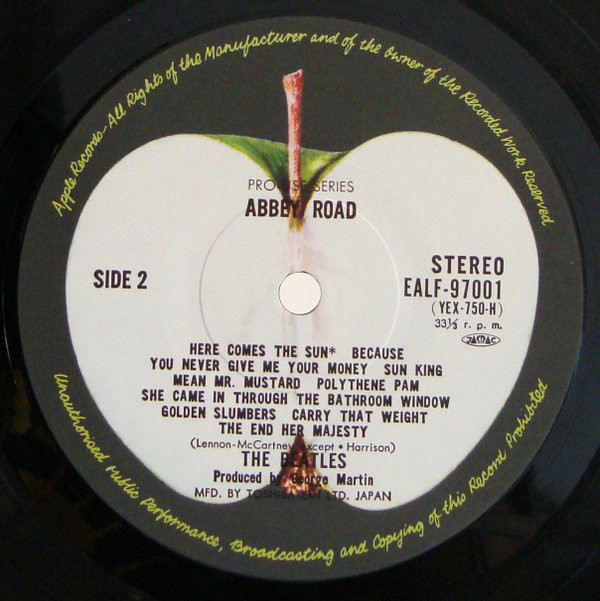 Apple Records-All Rights of the Manufacturer and of the Owner of the Recorded Work Reserved
PRO-USE SERIES
ABBEY ROAD
SIDE 2
STEREO
EALF-97001
(YEX-750-H)
33⅓ r. p. m.
JASRAC
HERE COMES THE SUN* BECAUSE
YOU NEVER GIVE ME YOUR MONEY SUN KING
MEAN MR. MUSTARD POLYTHENE PAM
SHE CAME IN THROUGH THE BATHROOM WINDOW
GOLDEN SLUMBERS CARRY THAT WEIGHT
THE END HER MAJESTY
(Lennon-McCartney except * Harrison)
THE BEATLES
Produced by George Martin
MFD. BY TOSHIBA-EMI LTD. JAPAN
Unauthorised Public Performance, Broadcasting and Copying of this Record Prohibited